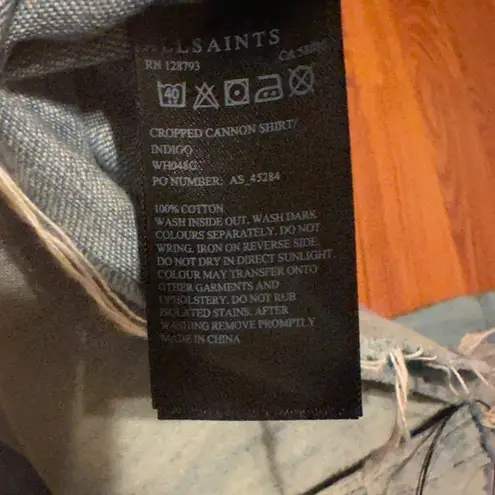 ALLSAINTS
RN 128793
40
CROPPED CANNON SHIRT/
INDIGO
WH048G
PO NUMBER: AS_45284
100% COTTON
WASH INSIDE OUT. WASH DARK
COLOURS SEPARATELY. DO NOT
WRING. IRON ON REVERSE SIDE.
DO NOT DRY IN DIRECT SUNLIGHT.
COLOUR MAY TRANSFER ONTO
OTHER GARMENTS AND
UPHOLSTERY. DO NOT RUB
ISOLATED STAINS. AFTER
WASHING REMOVE PROMPTLY
MADE IN CHINA